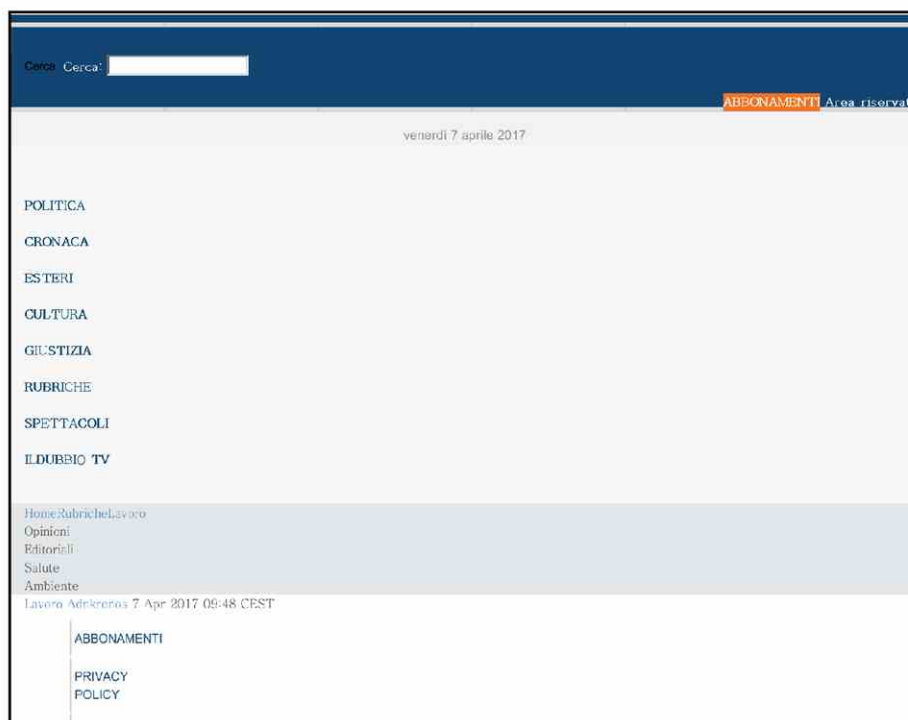 Cerca Cerca:
ABBONAMENTI Area riservat
venerdì 7 aprile 2017
POLITICA
CRONACA
ESTERI
CULTURA
GIUSTIZIA
RUBRICHE
SPETTACOLI
ILDUBBIO TV
HomeRubricheLavoro
Opinioni
Editoriali
Salute
Ambiente
Lavoro Adnkronos 7 Apr 2017 09:48 CEST
ABBONAMENTI
PRIVACY
POLICY